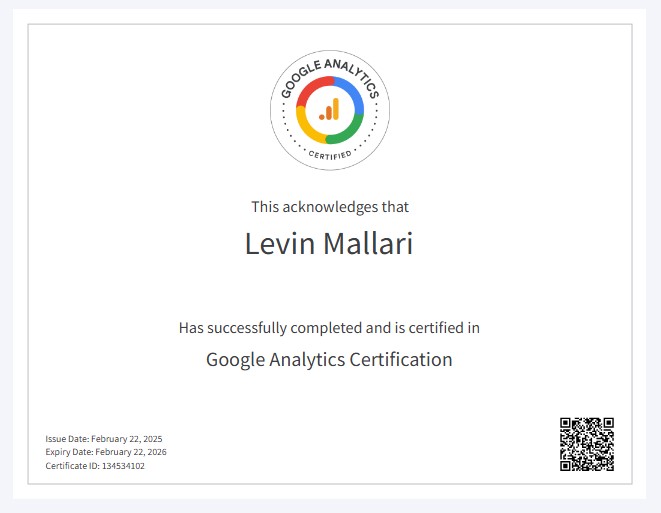 GOOGLE ANALYTICS
CERTIFIED
This acknowledges that
Levin Mallari
Has successfully completed and is certified in
Google Analytics Certification
Issue Date: February 22, 2025
Expiry Date: February 22, 2026
Certificate ID: 134534102